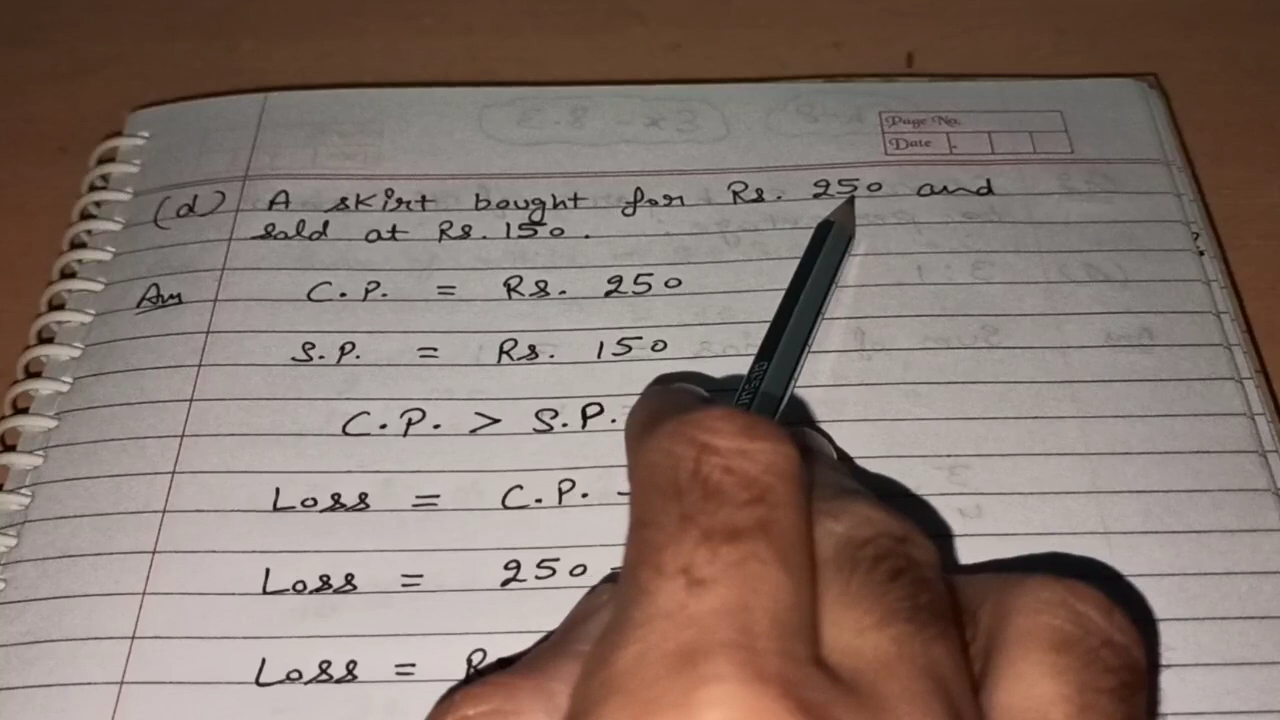 Page No.
Date
(d) A skirt bought for Rs. 250 and
sold at Rs. 150.
Ans C.P. = Rs. 250
S.P. = Rs. 150
C.P. > S.P.
Loss = C.P. -
Loss = 250 -
Loss = R